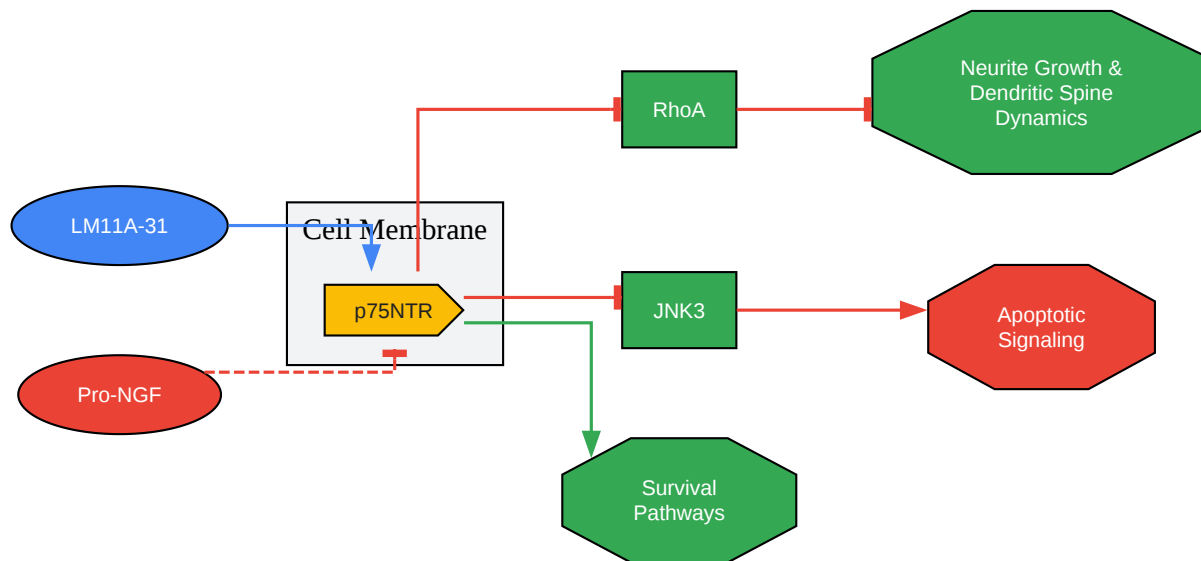 Neurite Growth &
Dendritic Spine
Dynamics
RhoA
LM11A-31
Cell Membrane
p75NTR
JNK3
Apoptotic
Signaling
Pro-NGF
Survival
Pathways